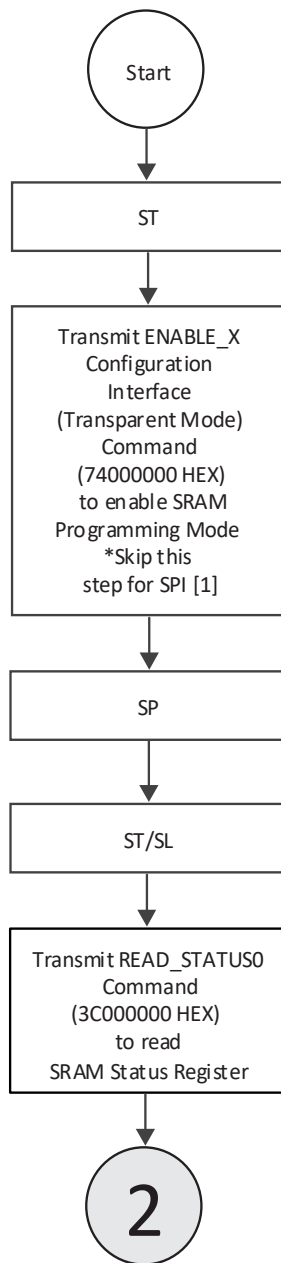 Start
ST
Transmit ENABLE_X
Configuration
Interface
(Transparent Mode)
Command
(74000000 HEX)
to enable SRAM
Programming Mode
*Skip this
step for SPI [1]
SP
ST/SL
Transmit READ_STATUS0
Command
(3C000000 HEX)
to read
SRAM Status Register
2